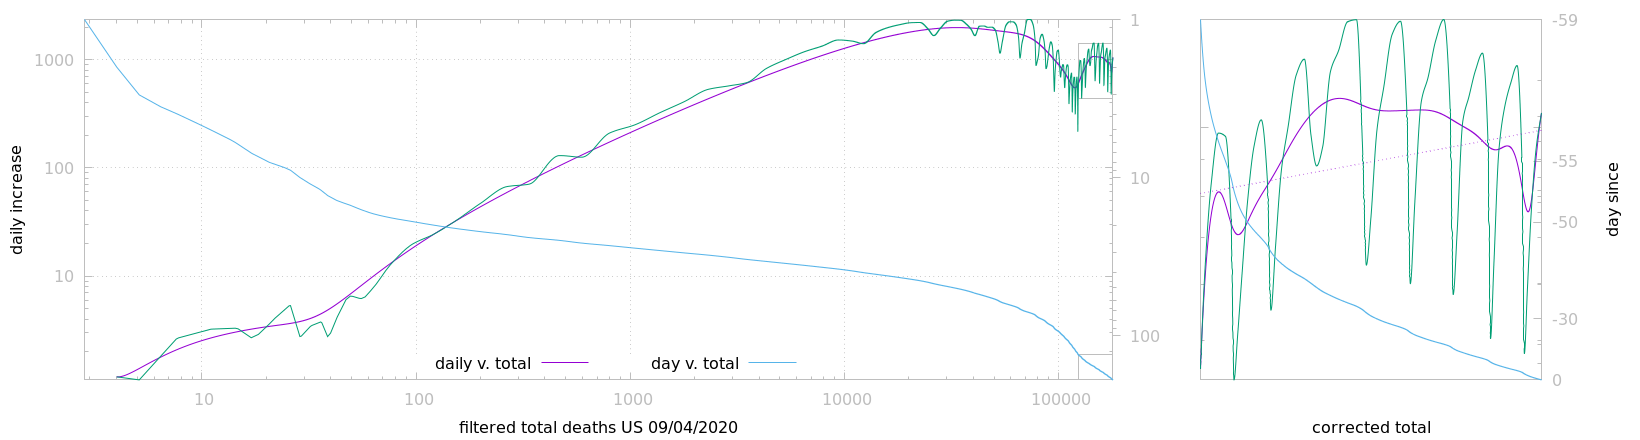 1000
100
10
daily increase
1
10
100
daily v. total
day v. total
10
100
1000
10000
100000
filtered total deaths US 09/04/2020
-59
-55
-50
-30
0
day since
corrected total